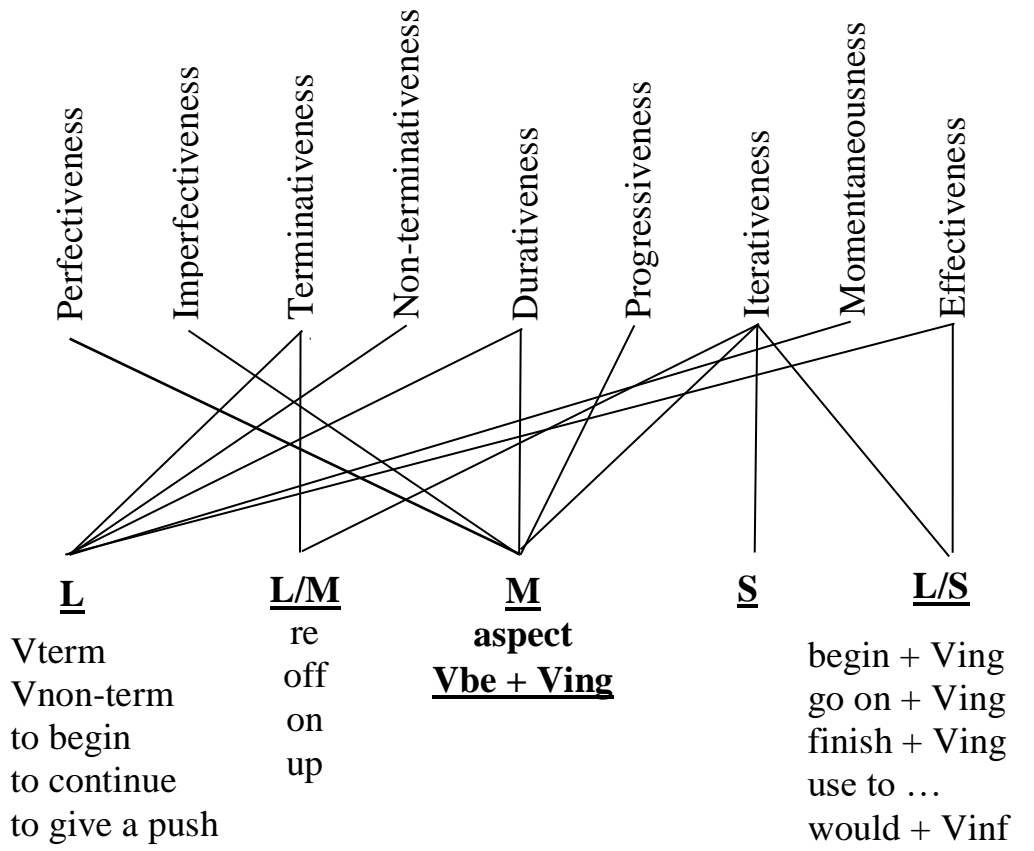 Perfectiveness
Imperfectiveness
Terminativeness
Non-terminativeness
Durativeness
Progressiveness
Iterativeness
Momentaneousness
Effectiveness
L
Vterm
Vnon-term
to begin
to continue
to give a push
L/M
re
off
on
up
M
aspect
Vbe + Ving
S
L/S
begin + Ving
go on + Ving
finish + Ving
use to …
would + Vinf